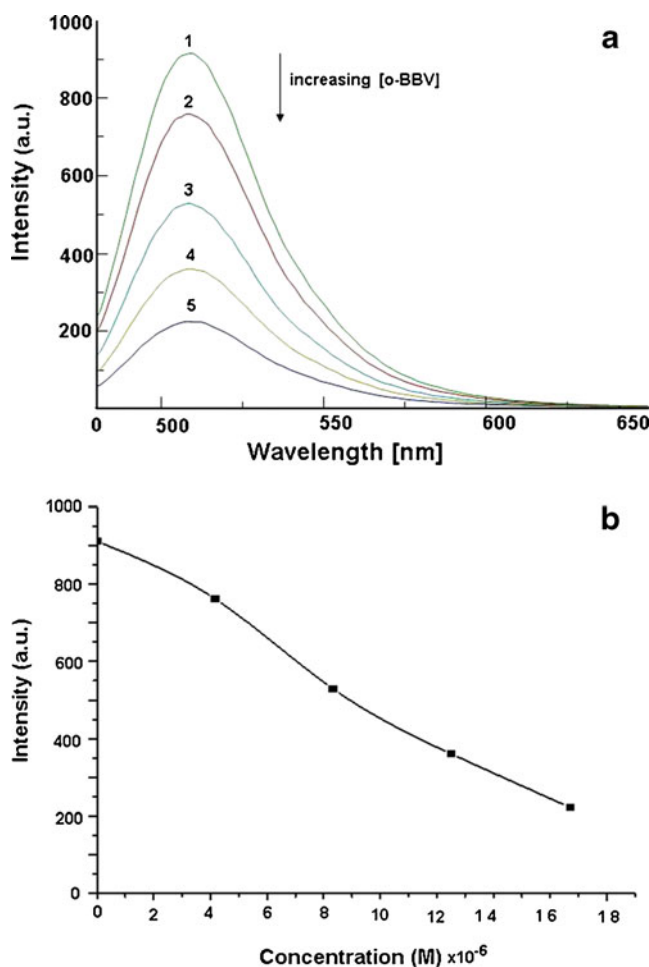 1000
a
1
increasing [o-BBV]
800
2
600
3
400
4
5
200
Intensity (a.u.)
0 500 550 600 650
Wavelength [nm]
1000
b
800
600
400
200
0
Intensity (a.u.)
0 2 4 6 8 10 12 14 16 18
Concentration (M) x10-6